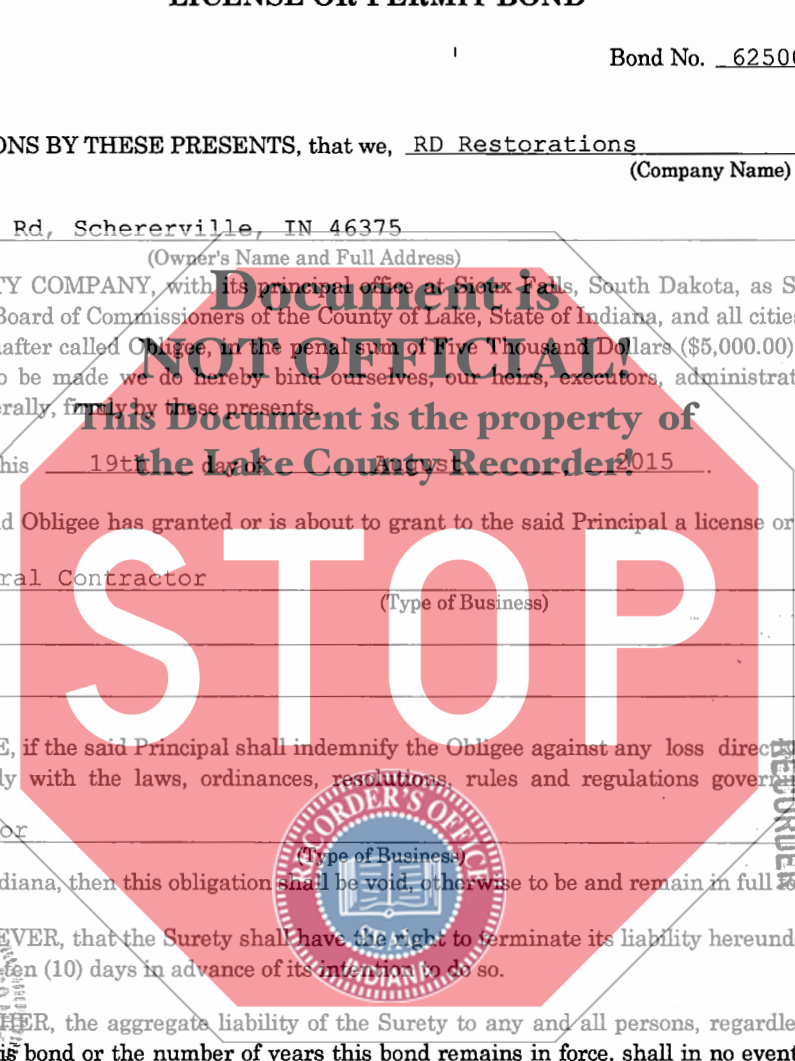 LICENSE OR PERMIT BOND
Bond No. 6250
ONS BY THESE PRESENTS, that we, RD Restorations
(Company Name)
Rd, Schererville, IN 46375
(Owner's Name and Full Address)
TY COMPANY, with its principal office at Sioux Falls, South Dakota, as S
Document is
Board of Commissioners of the County of Lake, State of Indiana, and all citie
NOT OFFICIAL!
after called Obligee, in the penal sum of Five Thousand Dollars ($5,000.00)
o be made we do hereby bind ourselves, our heirs, executors, administrat
erally, firmly by these presents.
This Document is the property of
the Lake County Recorder!
his 19th day of August, 2015.
d Obligee has granted or is about to grant to the said Principal a license or
ral Contractor
(Type of Business)
STOP
E, if the said Principal shall indemnify the Obligee against any loss direct
ly with the laws, ordinances, resolutions, rules and regulations govern
RECORDER
or
(Type of Business)
diana, then this obligation shall be void, otherwise to be and remain in full fo
RECORDER'S OFFICE
SEAL
INDIANA
EVER, that the Surety shall have the right to terminate its liability hereund
ten (10) days in advance of its intention to do so.
HER, the aggregate liability of the Surety to any and all persons, regardle
is bond or the number of years this bond remains in force, shall in no event